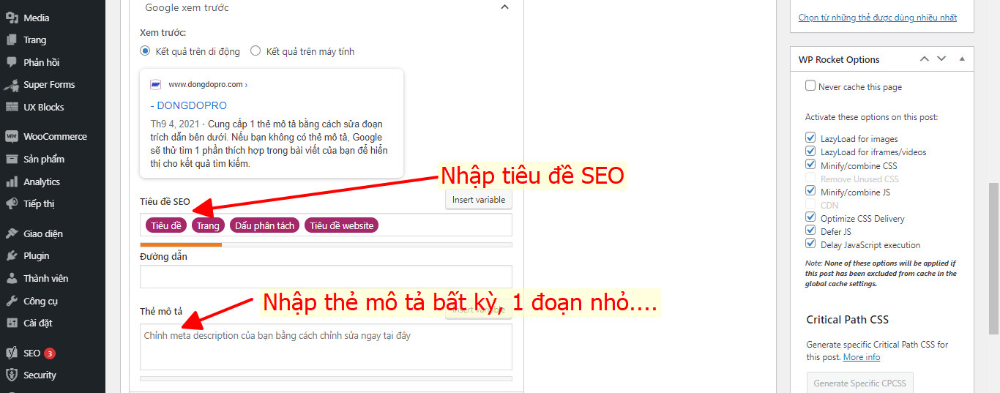 Media
Trang
Phản hồi
Super Forms
UX Blocks
WooCommerce
Sản phẩm
Analytics
Tiếp thị
Giao diện
Plugin
Thành viên
Công cụ
Cài đặt
SEO 3
Security
Google xem trước
Xem trước:
Kết quả trên di động Kết quả trên máy tính
www.dongdopro.com ›
- DONGDOPRO
Th9 4, 2021 · Cung cấp 1 thẻ mô tả bằng cách sửa đoạn
trích dẫn bên dưới. Nếu bạn không có thẻ mô tả, Google
sẽ thử tìm 1 phần thích hợp trong bài viết của bạn để hiển
thị cho kết quả tìm kiếm.
Nhập tiêu đề SEO
Tiêu đề SEO
Insert variable
Tiêu đề Trang Dấu phân tách Tiêu đề website
Đường dẫn
Nhập thẻ mô tả bất kỳ, 1 đoạn nhỏ....
Thẻ mô tả
Insert variable
Chỉnh meta description của bạn bằng cách chỉnh sửa ngay tại đây
Chọn từ những thẻ được dùng nhiều nhất
WP Rocket Options
Never cache this page
Activate these options on this post:
LazyLoad for images
LazyLoad for iframes/videos
Minify/combine CSS
Remove Unused CSS
Minify/combine JS
CDN
Optimize CSS Delivery
Defer JS
Delay JavaScript execution
Note: None of these options will be applied if
this post has been excluded from cache in the
global cache settings.
Critical Path CSS
Generate specific Critical Path CSS for
this post. More info
Generate Specific CPCSS